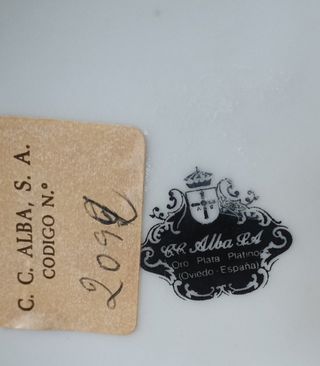 C. C. ALBA, S. A.
CODIGO N.º
C.C. Alba S.A
Oro Plata Platino
(Oviedo-España)